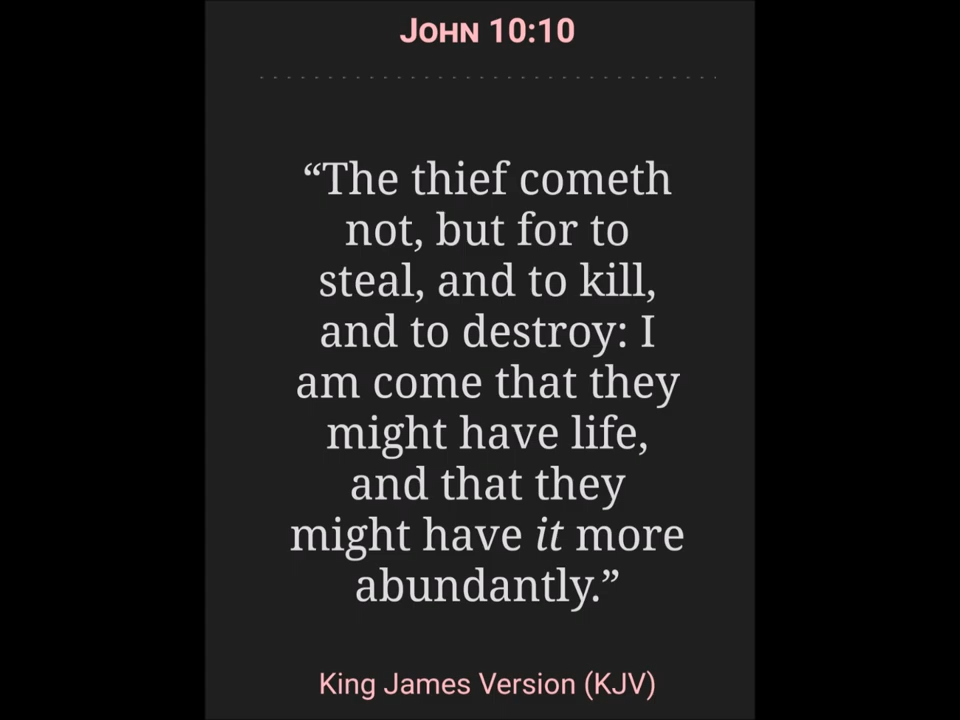 John 10:10
“The thief cometh
not, but for to
steal, and to kill,
and to destroy: I
am come that they
might have life,
and that they
might have it more
abundantly.”
King James Version (KJV)